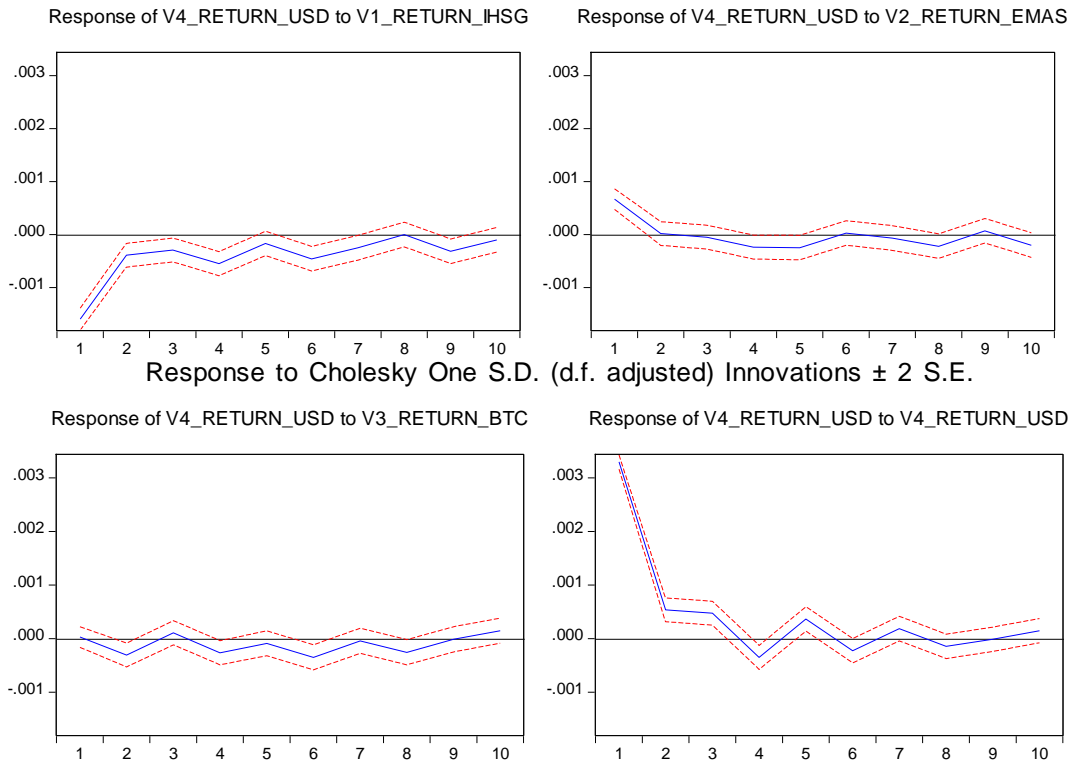 Response of V4_RETURN_USD to V1_RETURN_IHSG
.003
.002
.001
.000
-.001
1 2 3 4 5 6 7 8 9 10
Response of V4_RETURN_USD to V2_RETURN_EMAS
.003
.002
.001
.000
-.001
1 2 3 4 5 6 7 8 9 10
Response to Cholesky One S.D. (d.f. adjusted) Innovations ± 2 S.E.
Response of V4_RETURN_USD to V3_RETURN_BTC
.003
.002
.001
.000
-.001
1 2 3 4 5 6 7 8 9 10
Response of V4_RETURN_USD to V4_RETURN_USD
.003
.002
.001
.000
-.001
1 2 3 4 5 6 7 8 9 10